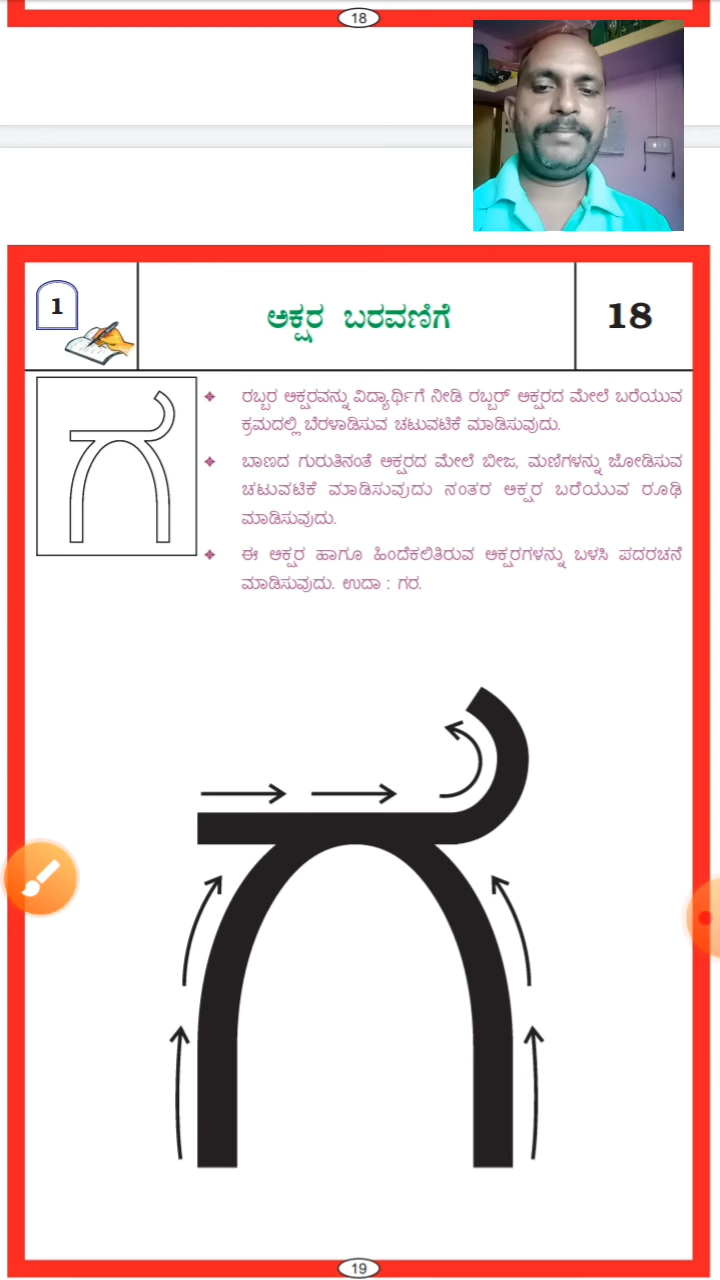 18
1
ಅಕ್ಷರ ಬರವಣಿಗೆ
18
ರಬ್ಬರ ಅಕ್ಷರವನ್ನು ವಿದ್ಯಾರ್ಥಿಗೆ ನೀಡಿ ರಬ್ಬರ್ ಅಕ್ಷರದ ಮೇಲೆ ಬರೆಯುವ
ಕ್ರಮದಲ್ಲಿ ಬೆರಳಾಡಿಸುವ ಚಟುವಟಿಕೆ ಮಾಡಿಸುವುದು.
ಬಾಣದ ಗುರುತಿನಂತೆ ಅಕ್ಷರದ ಮೇಲೆ ಬೀಜ, ಮಣಿಗಳನ್ನು ಜೋಡಿಸುವ
ಚಟುವಟಿಕೆ ಮಾಡಿಸುವುದು ನಂತರ ಅಕ್ಷರ ಬರೆಯುವ ರೂಢಿ
ಮಾಡಿಸುವುದು.
ಈ ಅಕ್ಷರ ಹಾಗೂ ಹಿಂದೆಕಲಿತಿರುವ ಅಕ್ಷರಗಳನ್ನು ಬಳಸಿ ಪದರಚನೆ
ಮಾಡಿಸುವುದು. ಉದಾ : ಗರ.
ಗ
ಗ
19